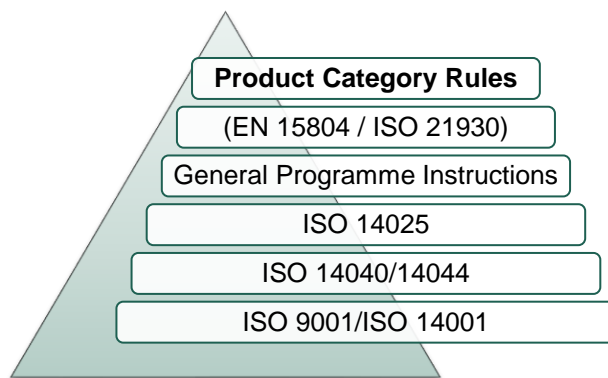 Product Category Rules
(EN 15804 / ISO 21930)
General Programme Instructions
ISO 14025
ISO 14040/14044
ISO 9001/ISO 14001